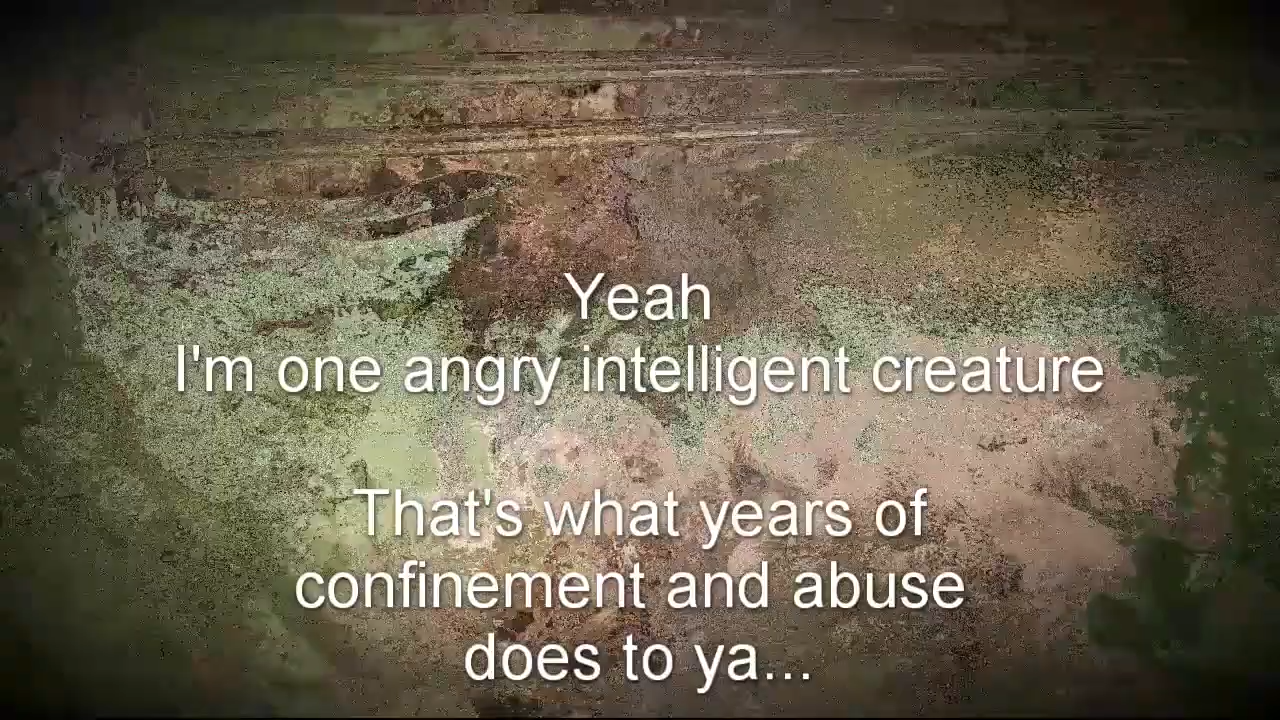 Yeah
I'm one angry intelligent creature
That's what years of
confinement and abuse
does to ya...